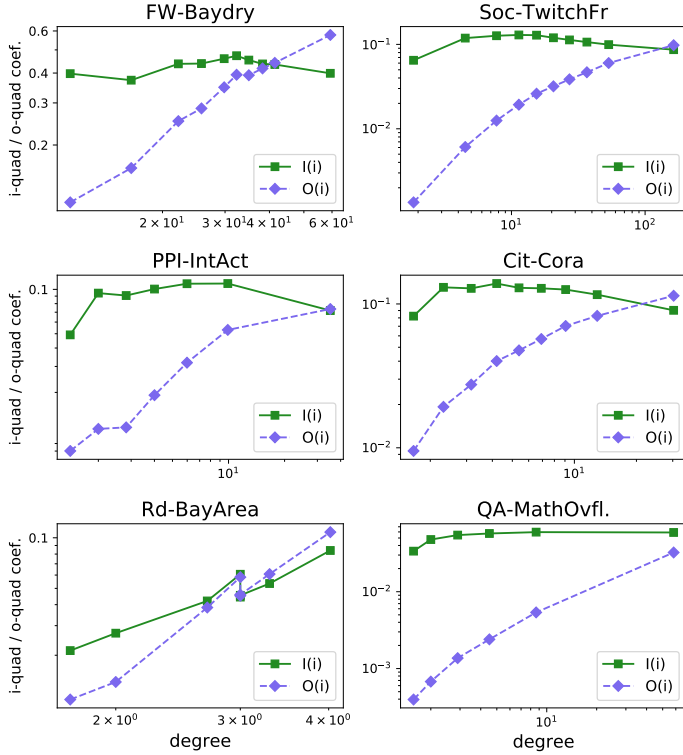 FW-Baydry
i-quad / o-quad coef.
0.6
0.4
0.3
0.2
2 × 10¹
3 × 10¹
4 × 10¹
6 × 10¹
I(i)
O(i)
Soc-TwitchFr
10⁻¹
10⁻²
10¹
10²
I(i)
O(i)
PPI-IntAct
i-quad / o-quad coef.
0.1
10¹
I(i)
O(i)
Cit-Cora
10⁻¹
10⁻²
10¹
I(i)
O(i)
Rd-BayArea
i-quad / o-quad coef.
0.1
2 × 10⁰
3 × 10⁰
4 × 10⁰
I(i)
O(i)
degree
QA-MathOvfl.
10⁻²
10⁻³
10¹
I(i)
O(i)
degree